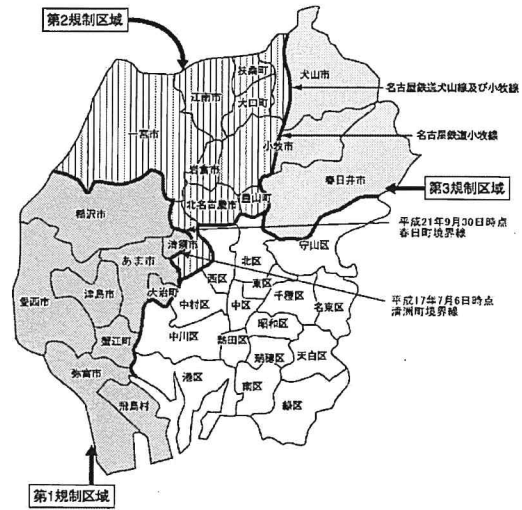 第2規制区域
扶桑町
犬山市
江南市
大口町
名古屋鉄道犬山線及び小牧線
一宮市
名古屋鉄道小牧線
小牧市
岩倉市
春日井市
第3規制区域
豊山町
北名古屋市
稲沢市
平成21年9月30日時点
春日町境界線
清須市
守山区
北区
あま市
西区
東区
愛西市
津島市
大治町
中村区
中区
千種区
名東区
平成17年7月6日時点
清洲町境界線
昭和区
蟹江町
中川区
熱田区
天白区
瑞穂区
弥富市
港区
南区
緑区
飛島村
第1規制区域